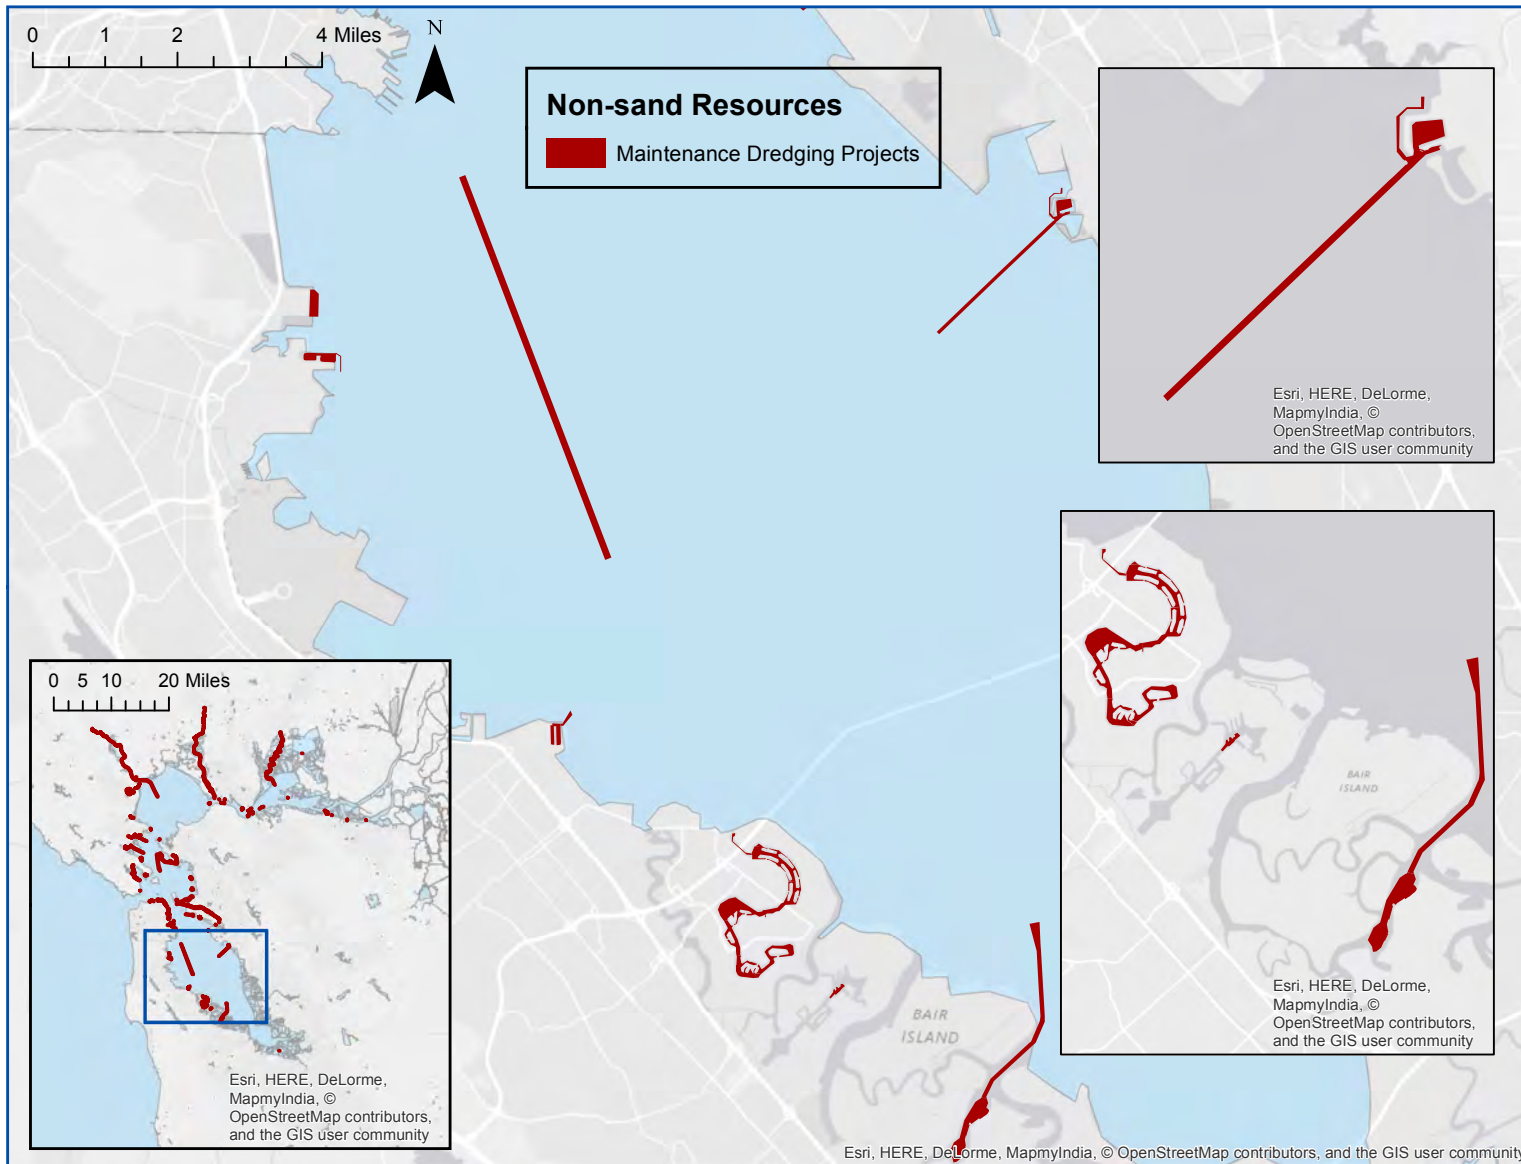 0 1 2 4 Miles
N
Non-sand Resources
Maintenance Dredging Projects
Esri, HERE, DeLorme,
MapmyIndia, ©
OpenStreetMap contributors,
and the GIS user community
BAIR
ISLAND
Esri, HERE, DeLorme,
MapmyIndia, ©
OpenStreetMap contributors,
and the GIS user community
0 5 10 20 Miles
Esri, HERE, DeLorme,
MapmyIndia, ©
OpenStreetMap contributors,
and the GIS user community
BAIR
ISLAND
Esri, HERE, DeLorme, MapmyIndia, © OpenStreetMap contributors, and the GIS user community